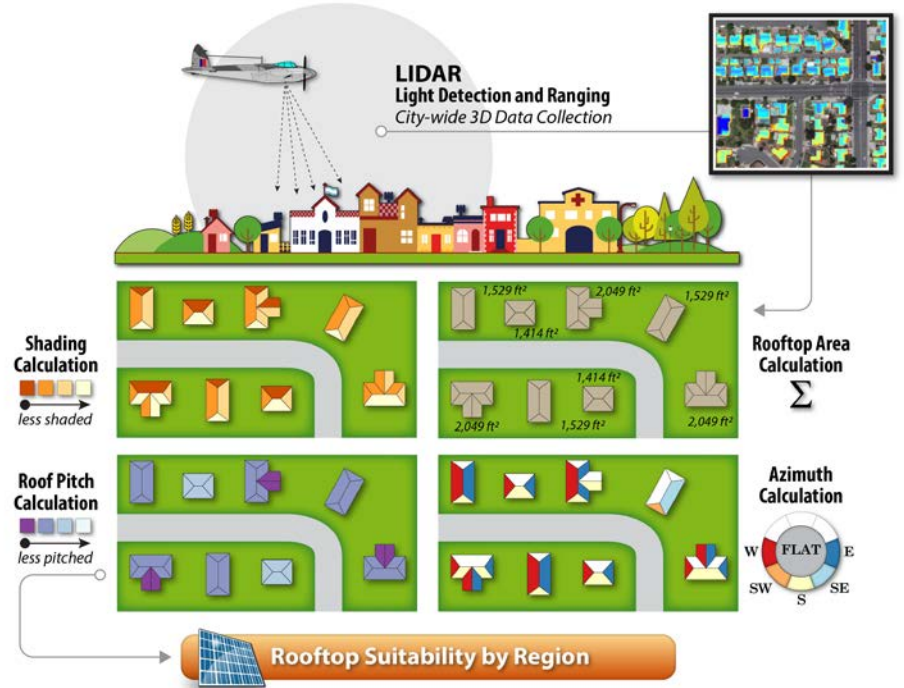 LIDAR
Light Detection and Ranging
City-wide 3D Data Collection
Shading
Calculation
less shaded
1,529 ft²
2,049 ft²
1,529 ft²
1,414 ft²
1,414 ft²
2,049 ft²
1,529 ft²
2,049 ft²
Rooftop Area
Calculation
Σ
Roof Pitch
Calculation
less pitched
Azimuth
Calculation
W
FLAT
E
SW
SE
S
Rooftop Suitability by Region